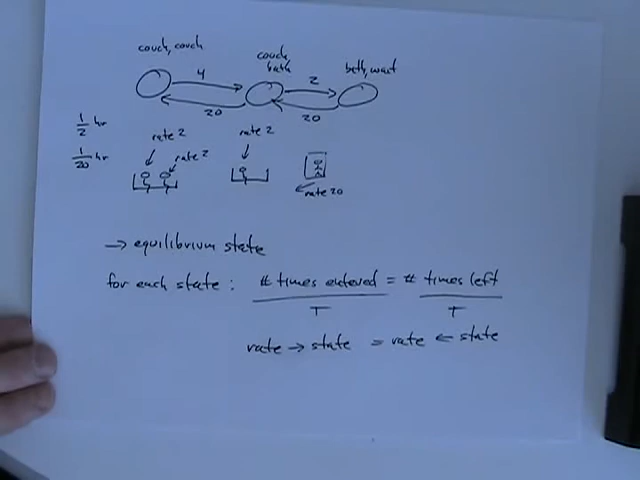 couch, couch
couch
bath
bath, wait
4
2
20
20
1/2 hr
rate 2
rate 2
rate 2
1/20 hr
rate 20
→ equilibrium state
for each state: # times entered / T = # times left / T
rate → state = rate ← state